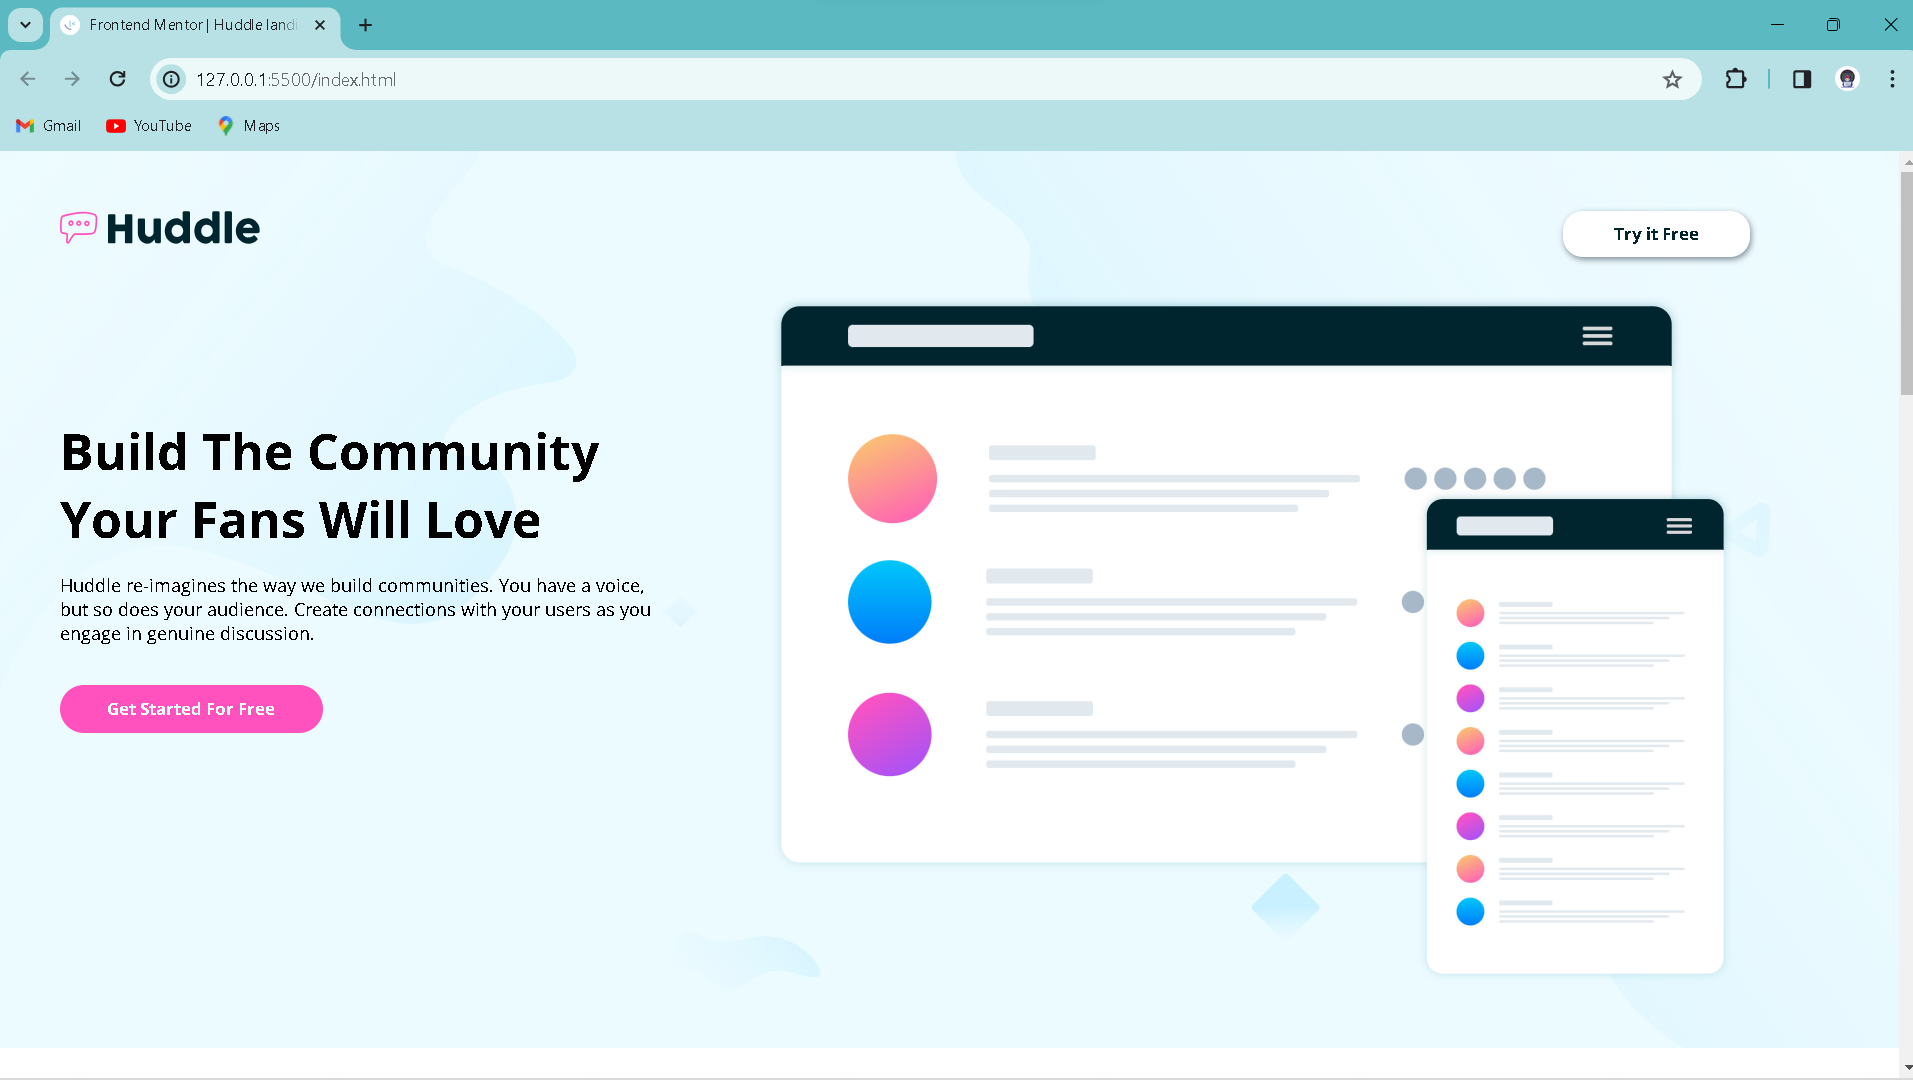 Frontend Mentor | Huddle landi
127.0.0.1:5500/index.html
Gmail
YouTube
Maps
Huddle
Try it Free
Build The Community
Your Fans Will Love
Huddle re-imagines the way we build communities. You have a voice,
but so does your audience. Create connections with your users as you
engage in genuine discussion.
Get Started For Free